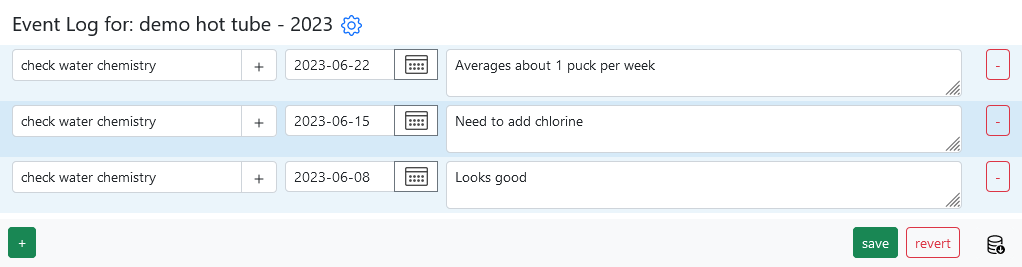 Event Log for: demo hot tube - 2023
check water chemistry + 2023-06-22 Averages about 1 puck per week -
check water chemistry + 2023-06-15 Need to add chlorine -
check water chemistry + 2023-06-08 Looks good -
+ save revert